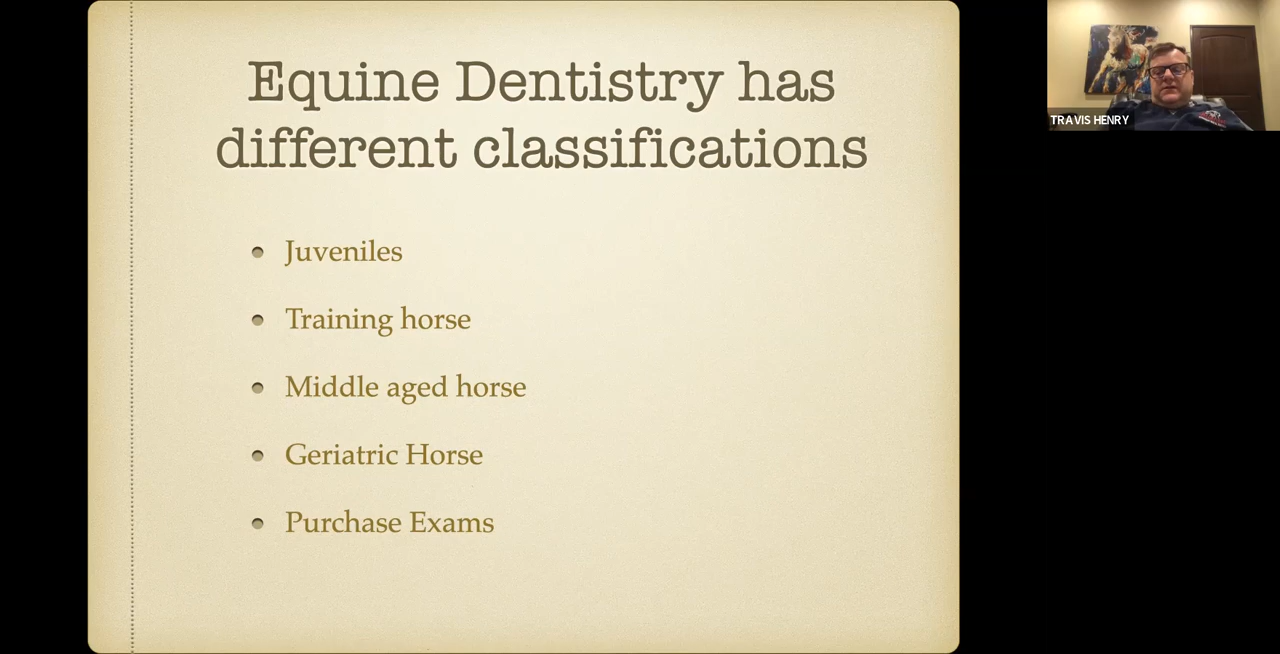 Equine Dentistry has
different classifications
• Juveniles
• Training horse
• Middle aged horse
• Geriatric Horse
• Purchase Exams
TRAVIS HENRY